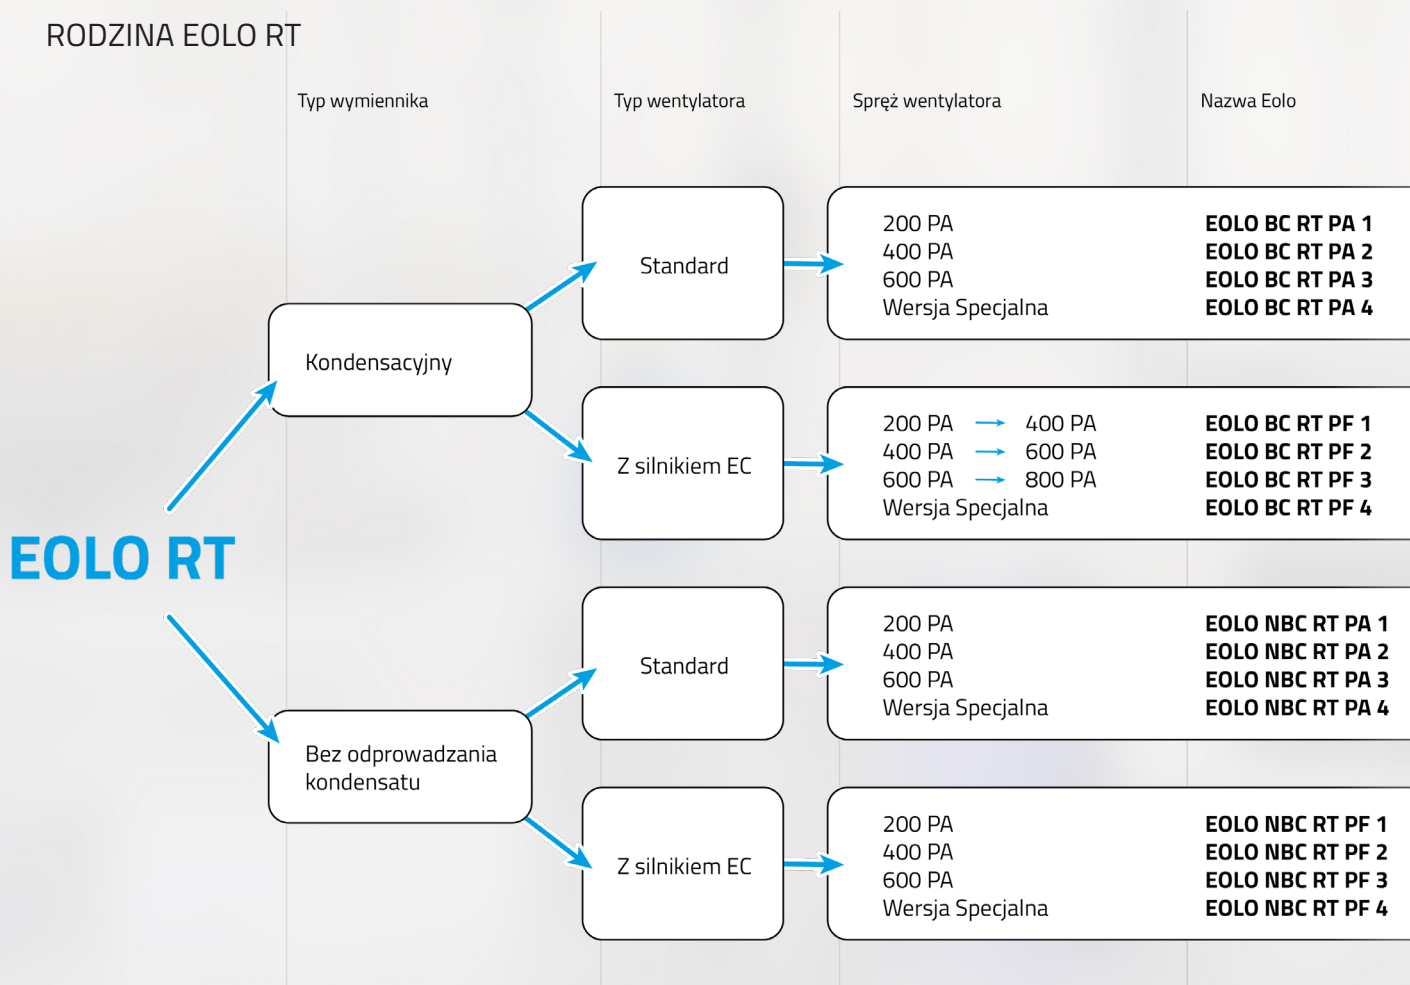 RODZINA EOLO RT
Typ wymiennika
Typ wentylatora
Spręż wentylatora
Nazwa Eolo
EOLO RT
Kondensacyjny
Standard
200 PA EOLO BC RT PA 1
400 PA EOLO BC RT PA 2
600 PA EOLO BC RT PA 3
Wersja Specjalna EOLO BC RT PA 4
Z silnikiem EC
200 PA → 400 PA EOLO BC RT PF 1
400 PA → 600 PA EOLO BC RT PF 2
600 PA → 800 PA EOLO BC RT PF 3
Wersja Specjalna EOLO BC RT PF 4
Bez odprowadzania
kondensatu
Standard
200 PA EOLO NBC RT PA 1
400 PA EOLO NBC RT PA 2
600 PA EOLO NBC RT PA 3
Wersja Specjalna EOLO NBC RT PA 4
Z silnikiem EC
200 PA EOLO NBC RT PF 1
400 PA EOLO NBC RT PF 2
600 PA EOLO NBC RT PF 3
Wersja Specjalna EOLO NBC RT PF 4